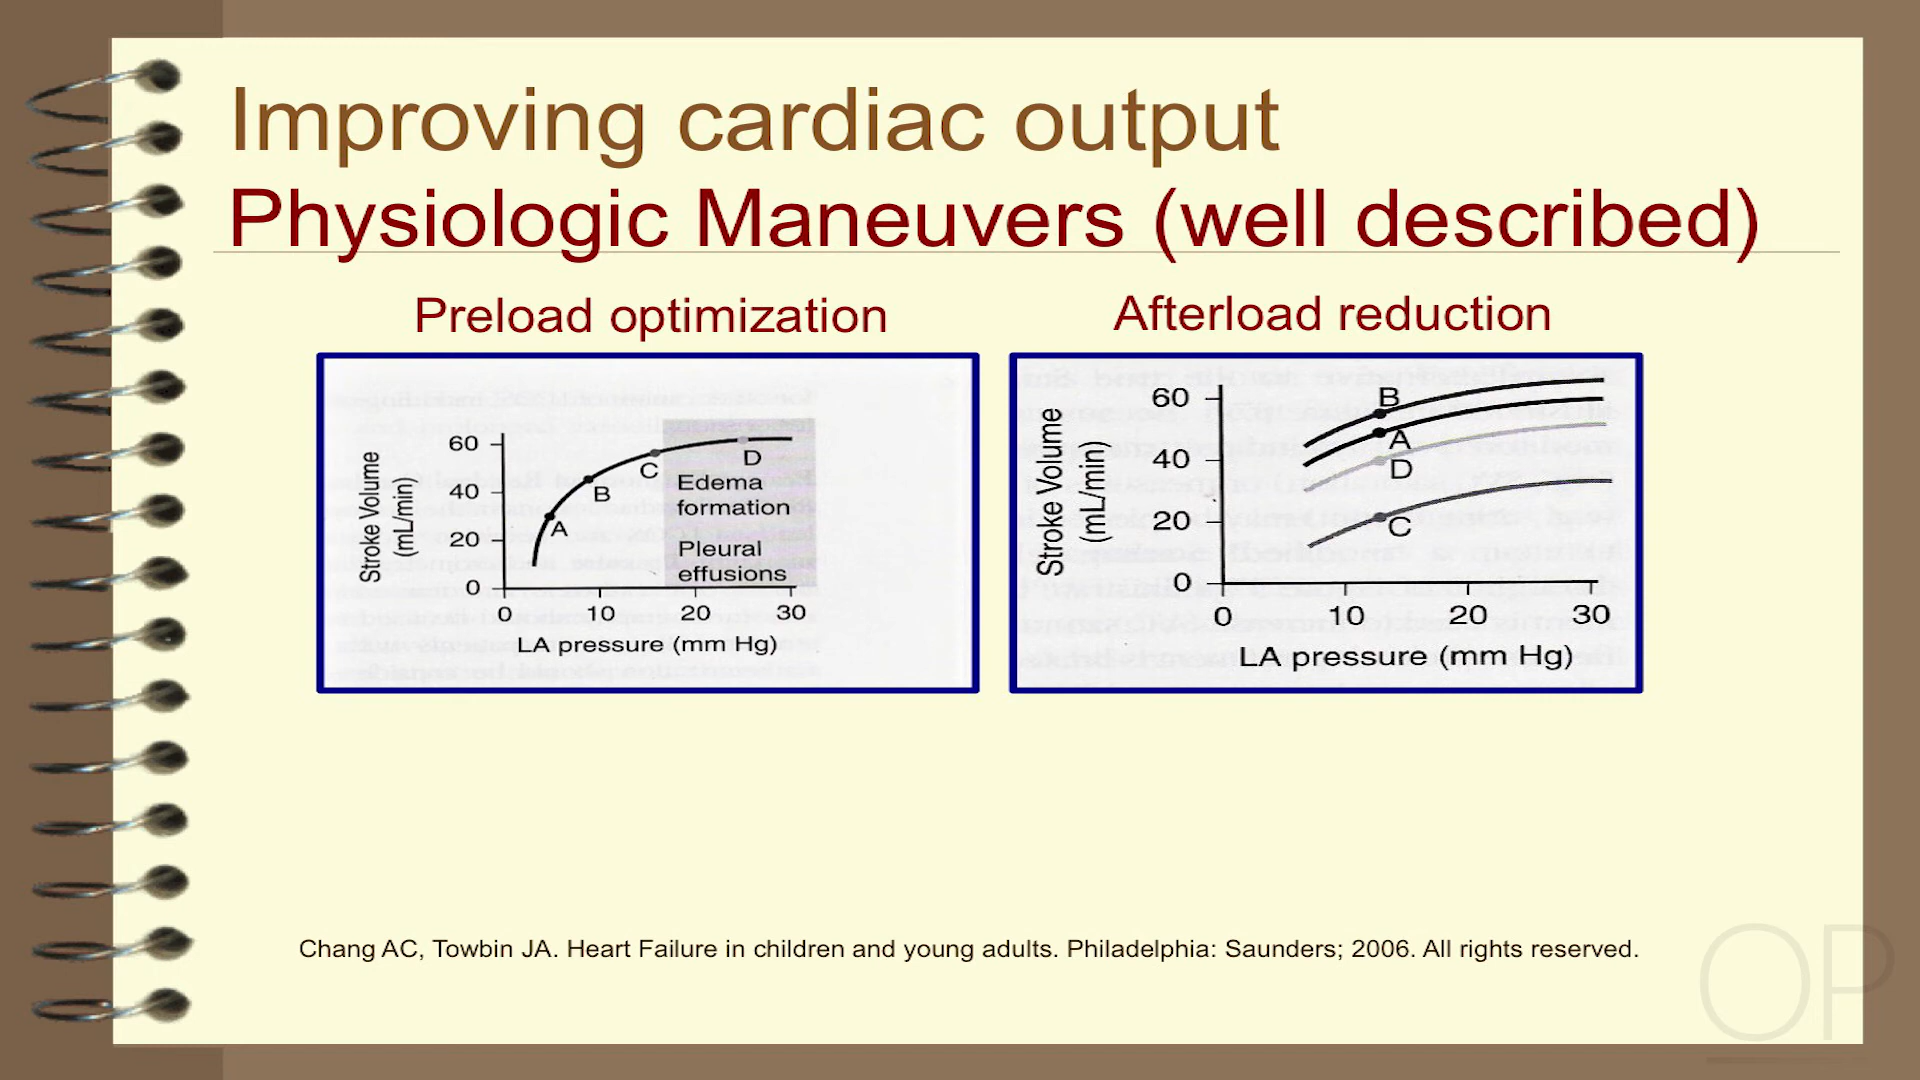 Improving cardiac output
Physiologic Maneuvers (well described)
Preload optimization
Stroke Volume
(mL/min)
60
40
20
0
A
B
C
D
Edema
formation
Pleural
effusions
0 10 20 30
LA pressure (mm Hg)
Afterload reduction
Stroke Volume
(mL/min)
60
40
20
0
B
A
D
C
0 10 20 30
LA pressure (mm Hg)
Chang AC, Towbin JA. Heart Failure in children and young adults. Philadelphia: Saunders; 2006. All rights reserved.
OP